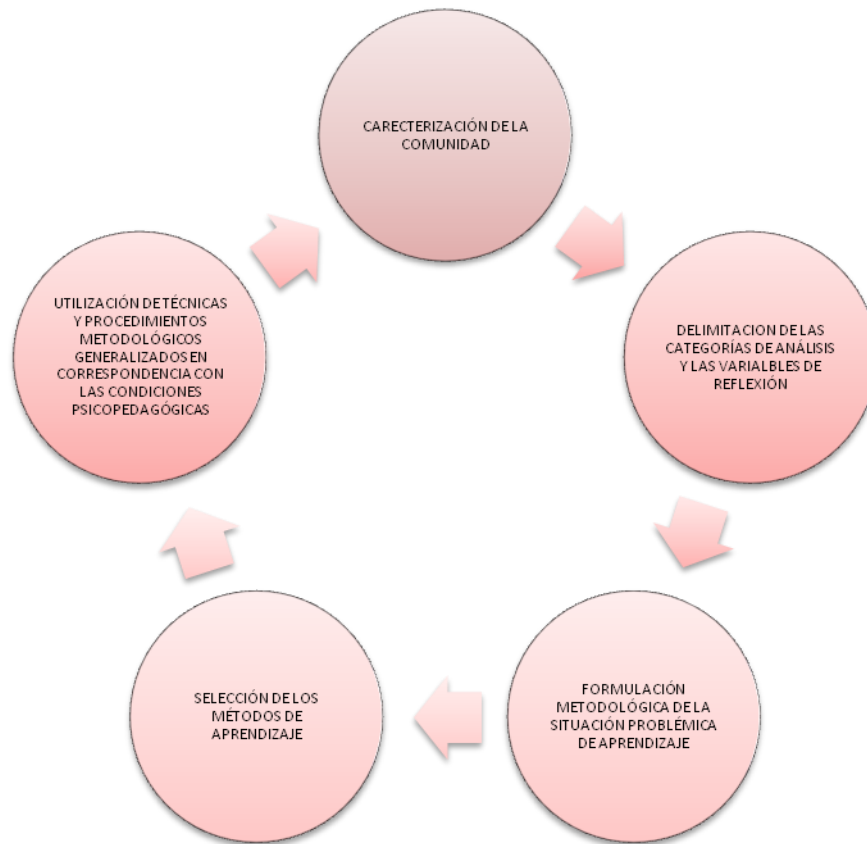 CARECTERIZACIÓN DE LA
COMUNIDAD
DELIMITACION DE LAS
CATEGORÍAS DE ANÁLISIS
Y LAS VARIALBLES DE
REFLEXIÓN
FORMULACIÓN
METODOLÓGICA DE LA
SITUACIÓN PROBLÉMICA
DE APRENDIZAJE
SELECCIÓN DE LOS
MÉTODOS DE
APRENDIZAJE
UTILIZACIÓN DE TÉCNICAS
Y PROCEDIMIENTOS
METODOLÓGICOS
GENERALIZADOS EN
CORRESPONDENCIA CON
LAS CONDICIONES
PSICOPEDAGÓGICAS